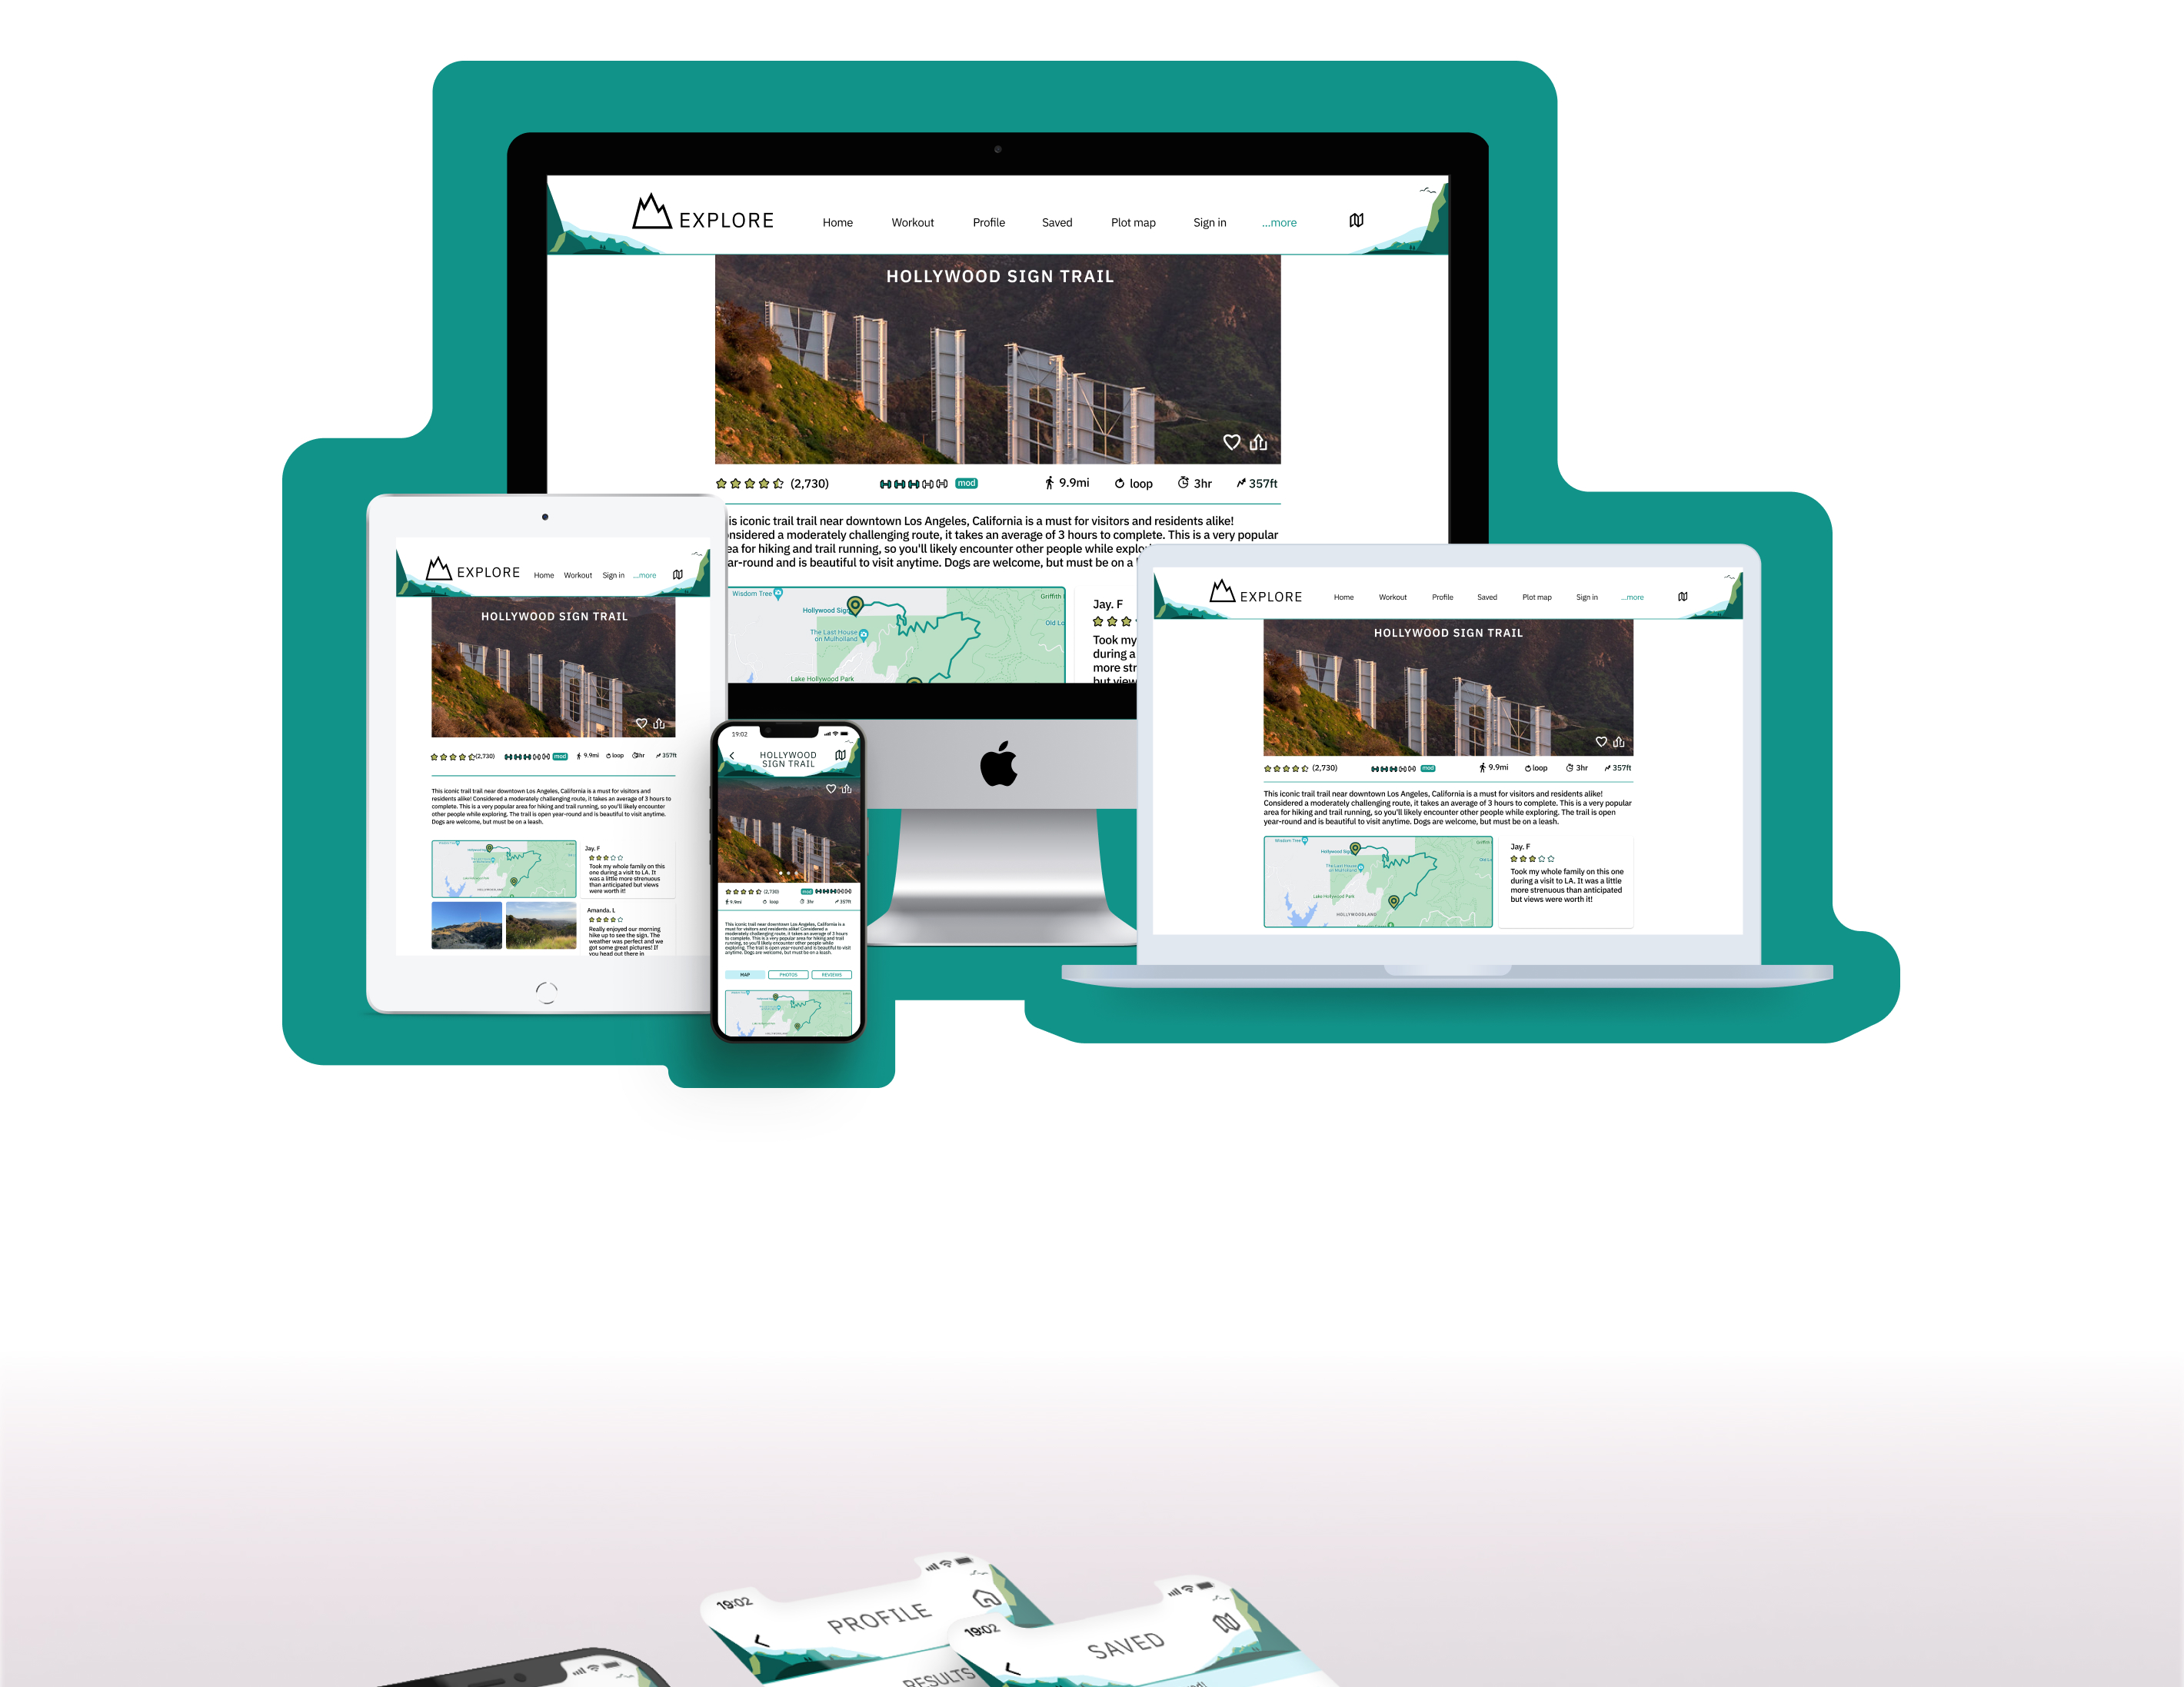 EXPLORE
Home Workout Profile Saved Plot map Sign in ...more
HOLLYWOOD SIGN TRAIL
(2,730) mod 9.9mi loop 3hr 357ft
is iconic trail trail near downtown Los Angeles, California is a must for visitors and residents alike!
nsidered a moderately challenging route, it takes an average of 3 hours to complete. This is a very popular
ea for hiking and trail running, so you'll likely encounter other people while explo
ar-round and is beautiful to visit anytime. Dogs are welcome, but must be on a
Wisdom Tree
Hollywood Sign
The Last House
on Mulholland
Lake Hollywood Park
Griffith
Old Lo
Jay. F
Took my
during a
more str
but view
EXPLORE
Home Workout Sign in ...more
HOLLYWOOD SIGN TRAIL
(2,730) mod 9.9mi loop 3hr 357ft
This iconic trail trail near downtown Los Angeles, California is a must for visitors and
residents alike! Considered a moderately challenging route, it takes an average of 3 hours to
complete. This is a very popular area for hiking and trail running, so you'll likely encounter
other people while exploring. The trail is open year-round and is beautiful to visit anytime.
Dogs are welcome, but must be on a leash.
Jay. F
Took my whole family on this
one during a visit to LA. It
was a little more strenuous
than anticipated but views
were worth it!
Amanda. L
Really enjoyed our morning
hike up to see the sign. The
weather was perfect and we
got some great pictures! If
you head out there in
19:02
HOLLYWOOD
SIGN TRAIL
(2,730) mod
9.9mi loop 3hr 357ft
This iconic trail near downtown Los Angeles, California is a
must for visitors and residents alike! Considered a
moderately challenging route, it takes an average of 3 hours
to complete. This is a very popular area for hiking and trail
running, so you'll likely encounter other people while
exploring. The trail is open year-round and is beautiful to visit
anytime. Dogs are welcome, but must be on a leash.
MAP PHOTOS REVIEWS
EXPLORE
Home Workout Profile Saved Plot map Sign in ...more
HOLLYWOOD SIGN TRAIL
(2,730) mod 9.9mi loop 3hr 357ft
This iconic trail trail near downtown Los Angeles, California is a must for visitors and residents alike!
Considered a moderately challenging route, it takes an average of 3 hours to complete. This is a very popular
area for hiking and trail running, so you'll likely encounter other people while exploring. The trail is open
year-round and is beautiful to visit anytime. Dogs are welcome, but must be on a leash.
Wisdom Tree
Hollywood Sign
The Last House
on Mulholland
Lake Hollywood Park
HOLLYWOODLAND
Griffith
Old Lo
Jay. F
Took my whole family on this one
during a visit to LA. It was a little
more strenuous than anticipated
but views were worth it!
19:02
PROFILE
RESULTS
19:02
SAVED